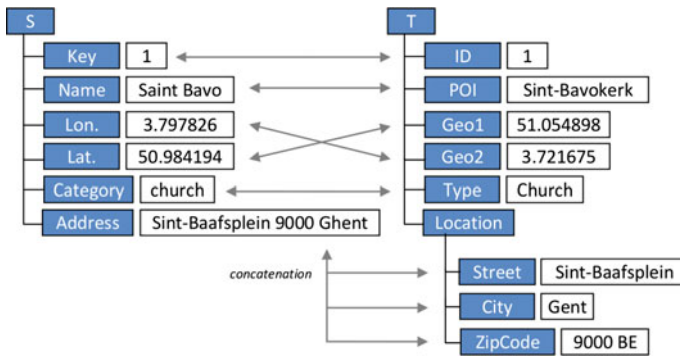 S
Key 1
Name Saint Bavo
Lon. 3.797826
Lat. 50.984194
Category church
Address Sint-Baafsplein 9000 Ghent
concatenation
T
ID 1
POI Sint-Bavokerk
Geo1 51.054898
Geo2 3.721675
Type Church
Location
Street Sint-Baafsplein
City Gent
ZipCode 9000 BE